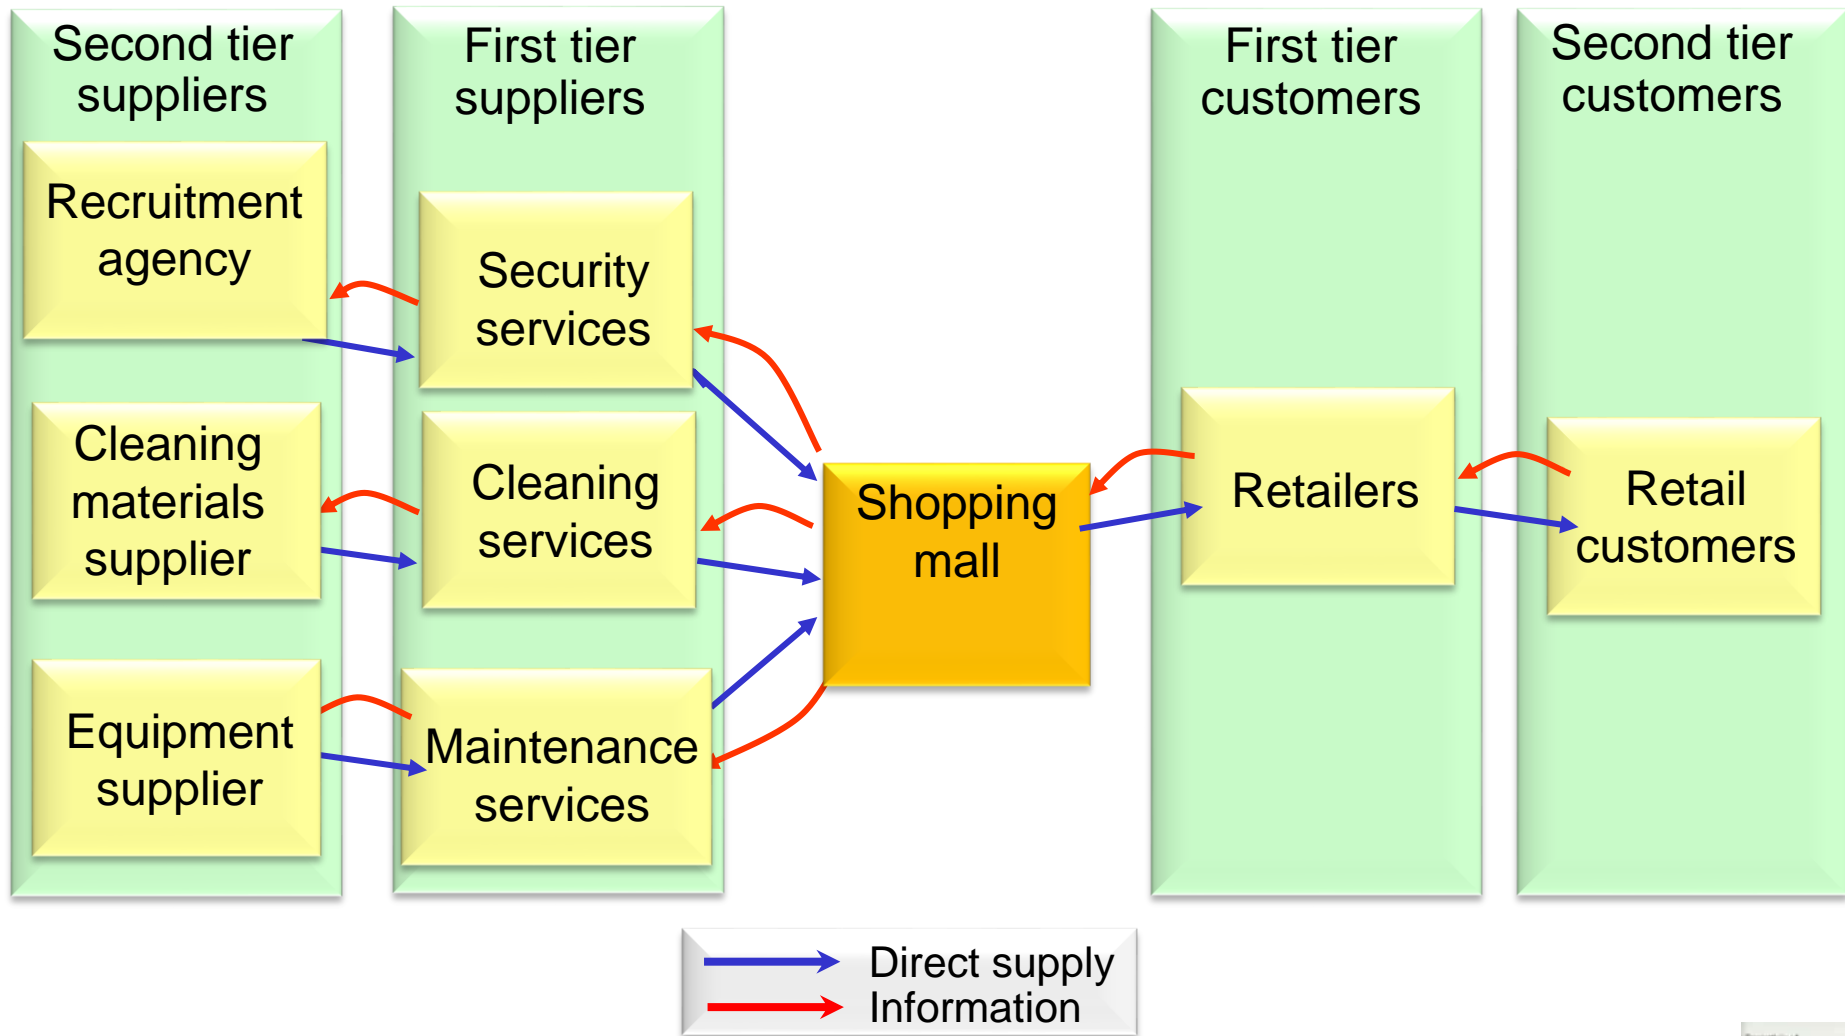 Second tier
suppliers
First tier
suppliers
First tier
customers
Second tier
customers
Recruitment
agency
Security
services
Cleaning
materials
supplier
Cleaning
services
Shopping
mall
Retailers
Retail
customers
Equipment
supplier
Maintenance
services
Direct supply
Information